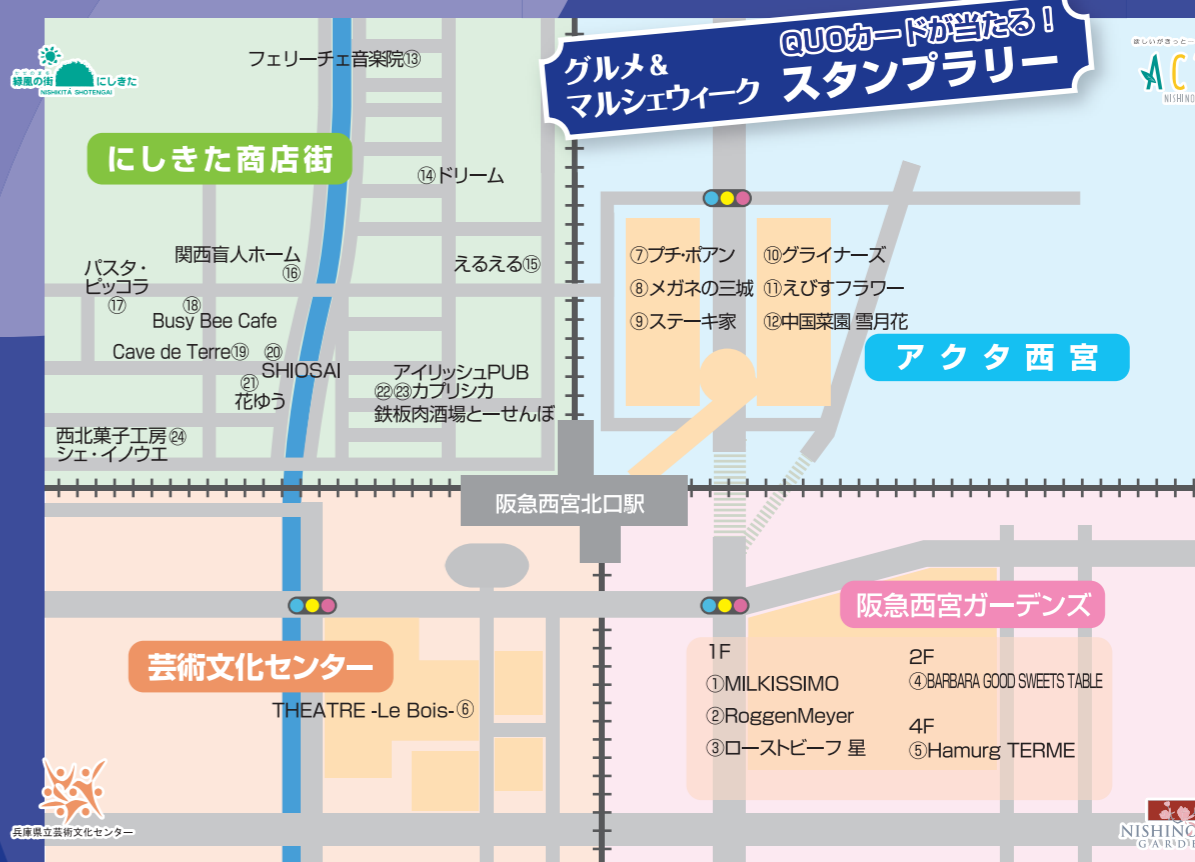 グルメ&
マルシェウィーク
QUOカードが当たる！
スタンプラリー
緑風の街
にしきた
NISHIKITA SHOTENGAI
フェリーチェ音楽院⑬
にしきた商店街
⑭ドリーム
関西盲人ホーム
⑯
えるえる⑮
パスタ・
ピッコラ
⑰
⑱
Busy Bee Cafe
Cave de Terre⑲
⑳
SHIOSAI
㉑
花ゆう
アイリッシュPUB
㉒㉓カプリシカ
鉄板肉酒場とーせんぼ
西北菓子工房㉔
シェ・イノウエ
⑦プチ・ポアン
⑧メガネの三城
⑨ステーキ家
⑩グライナーズ
⑪えびすフラワー
⑫中国菜園 雪月花
アクタ西宮
阪急西宮北口駅
芸術文化センター
THEATRE -Le Bois-⑥
兵庫県立芸術文化センター
阪急西宮ガーデンズ
1F
①MILKISSIMO
②RoggenMeyer
③ローストビーフ 星
2F
④BARBARA GOOD SWEETS TABLE
4F
⑤Hamurg TERME